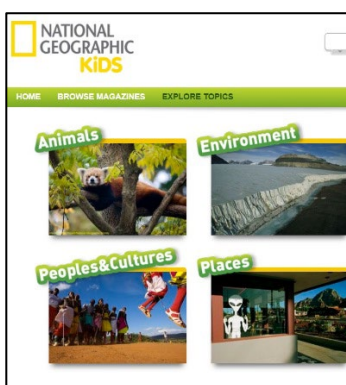 NATIONAL
GEOGRAPHIC
KiDS
HOME BROWSE MAGAZINES EXPLORE TOPICS
Animals
Environment
Peoples&Cultures
Places